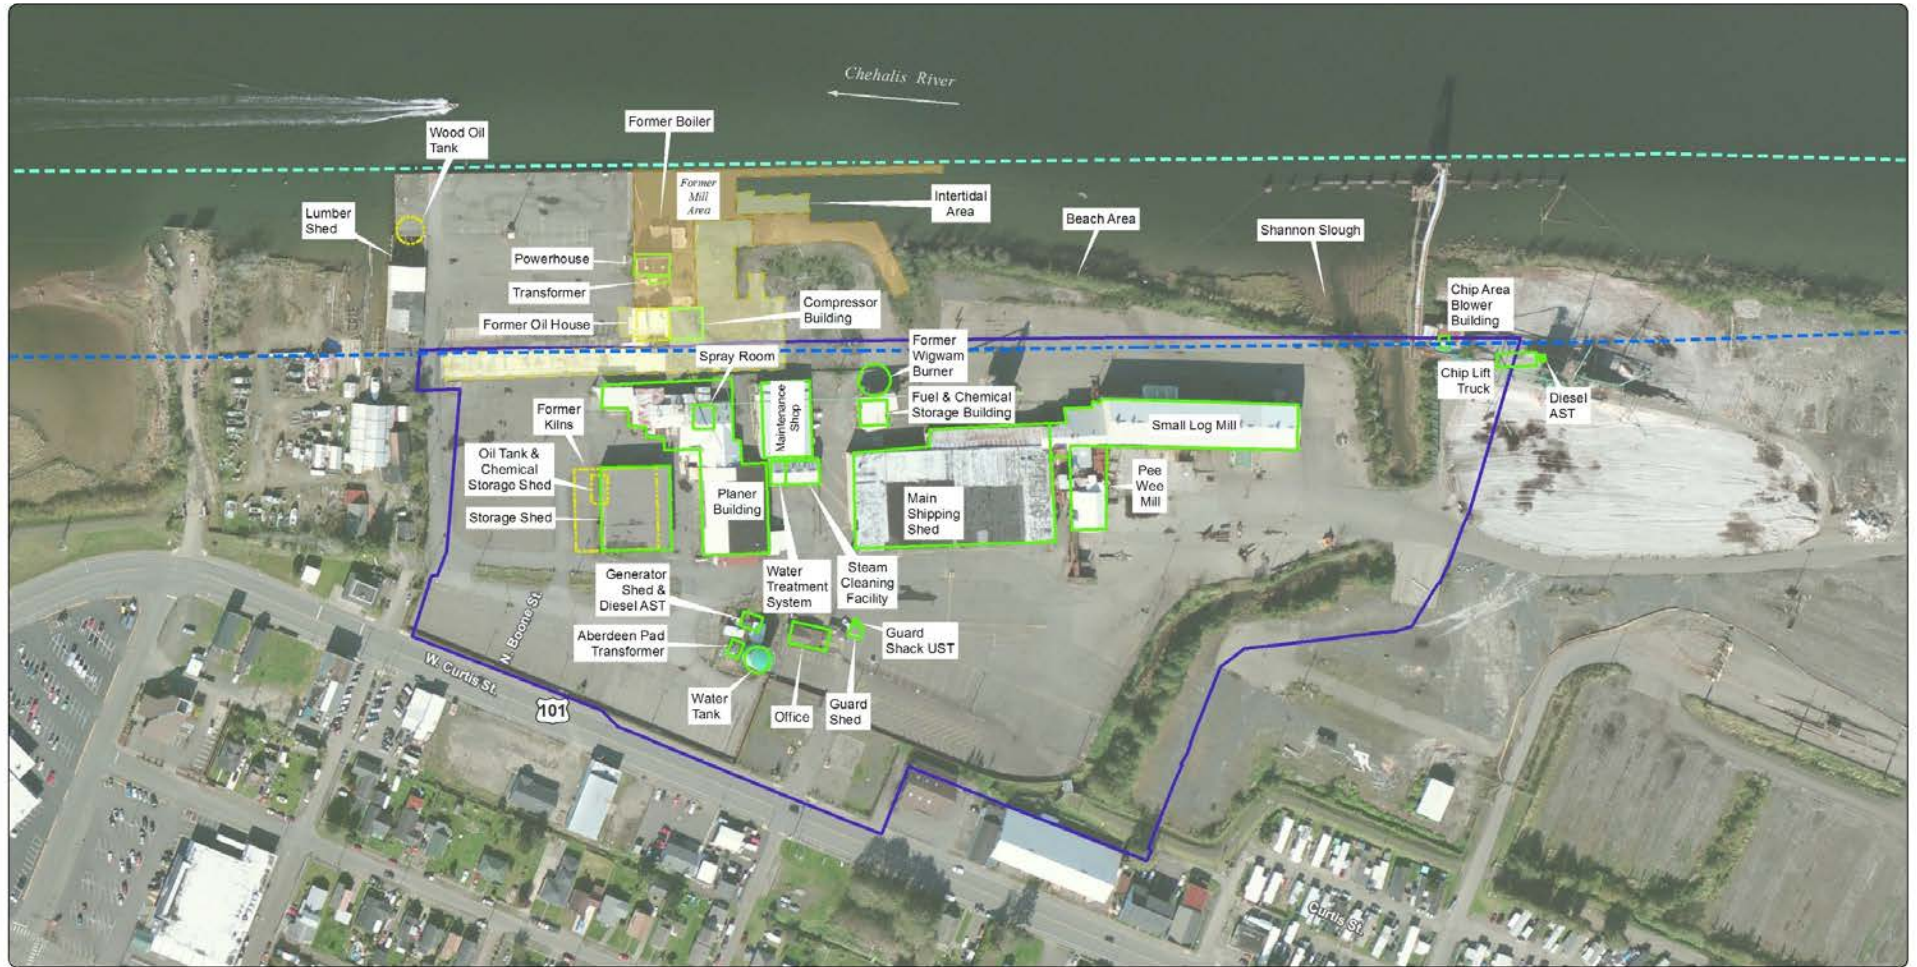 Chehalis River
Former Boiler
Wood Oil
Tank
Former
Mill
Area
Intertidal
Area
Lumber
Shed
Beach Area
Shannon Slough
Powerhouse
Transformer
Chip Area
Blower
Building
Compressor
Building
Former Oil House
Former
Wigwam
Burner
Spray Room
Chip Lift
Truck
Diesel
AST
Maintenance
Shop
Fuel & Chemical
Storage Building
Former
Kilns
Small Log Mill
Oil Tank &
Chemical
Storage Shed
Pee
Wee
Mill
Planer
Building
Main
Shipping
Shed
Storage Shed
Generator
Shed &
Diesel AST
Water
Treatment
System
Steam
Cleaning
Facility
N. Boone St.
Aberdeen Pad
Transformer
Guard
Shack UST
W. Curtis St.
101
Water
Tank
Office
Guard
Shed
Curtis St.